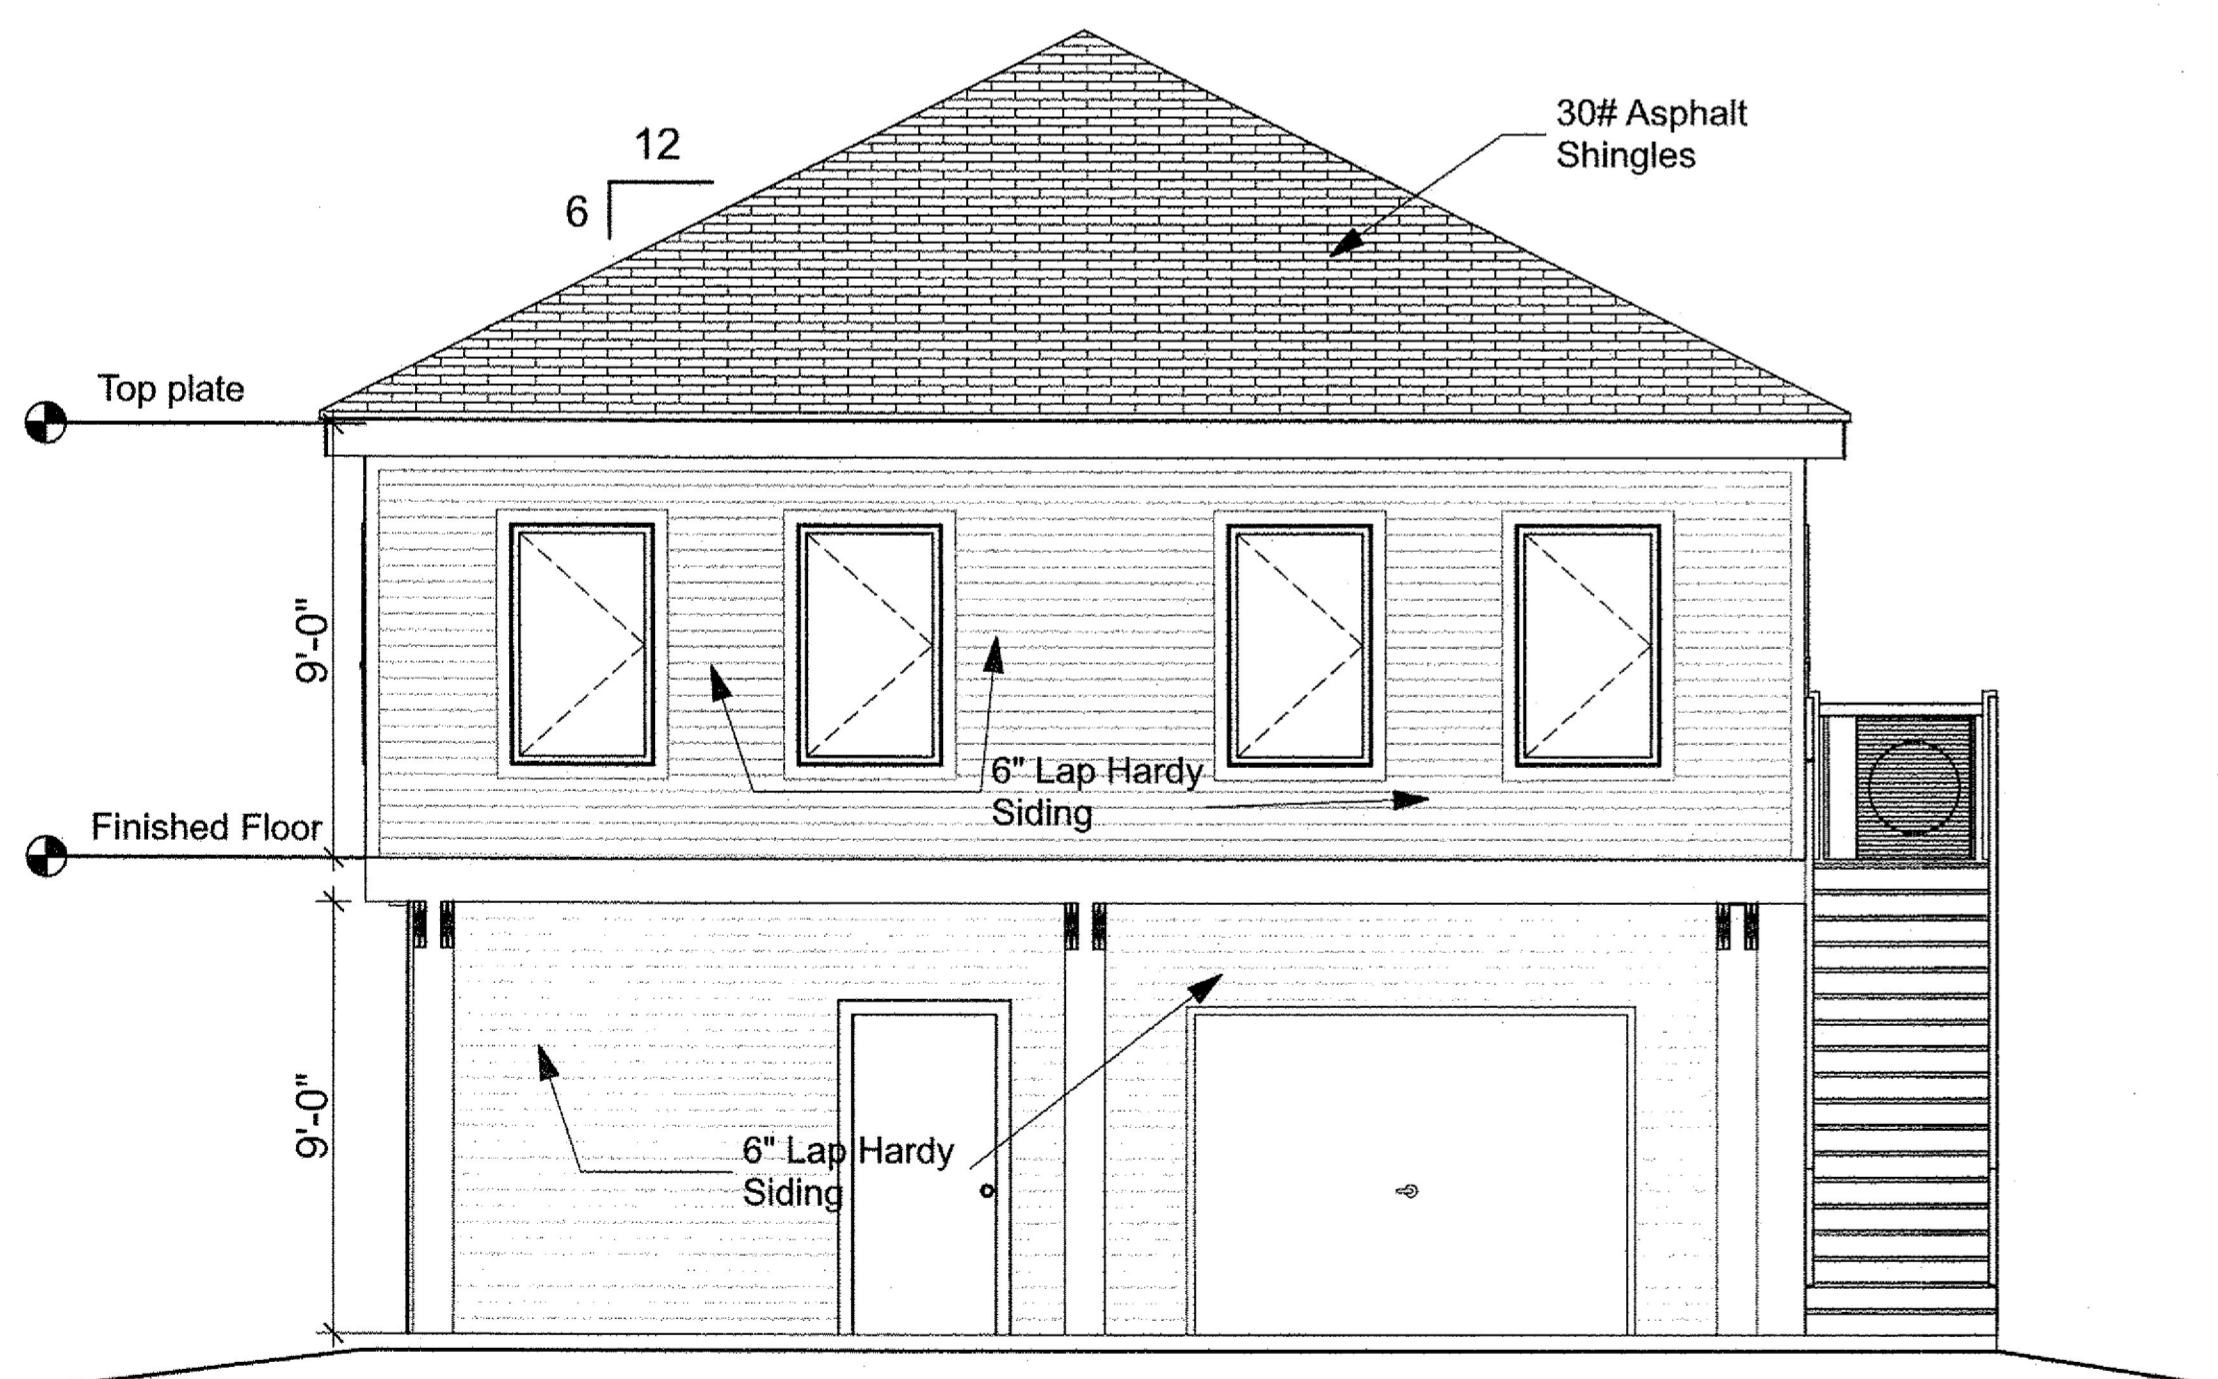 12
6
30# Asphalt
Shingles
Top plate
9'-0"
6" Lap Hardy
Siding
Finished Floor
9'-0"
6" Lap Hardy
Siding